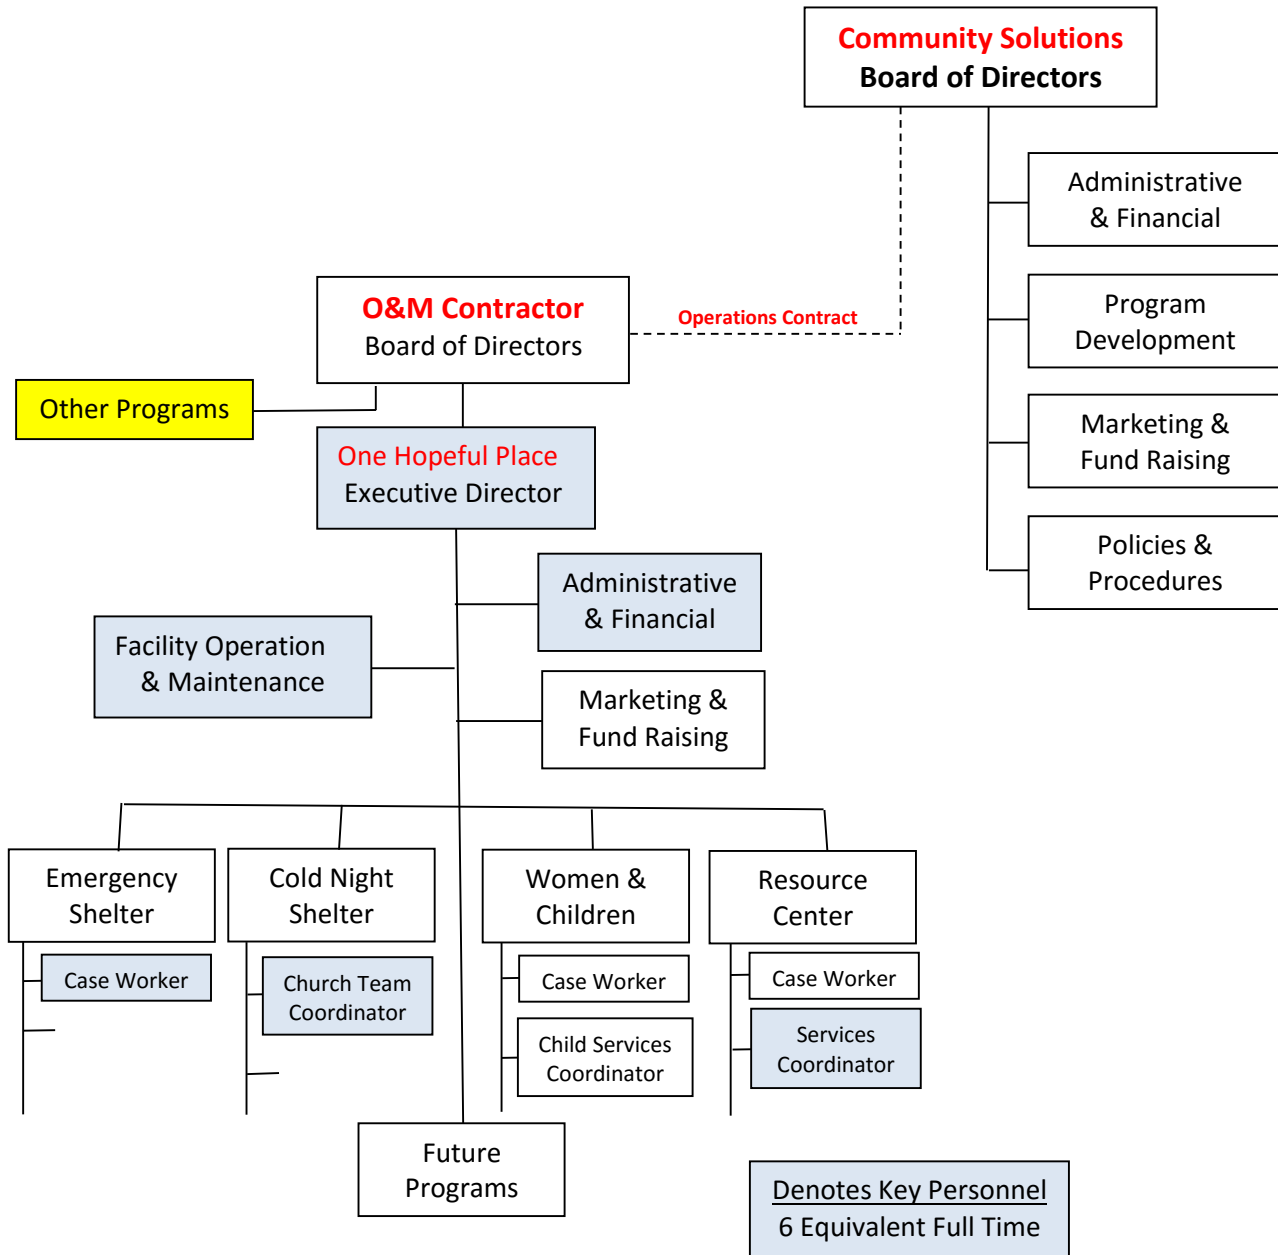 Community Solutions
Board of Directors
Administrative
& Financial
Program
Development
Marketing &
Fund Raising
Policies &
Procedures
O&M Contractor
Board of Directors
Operations Contract
Other Programs
One Hopeful Place
Executive Director
Administrative
& Financial
Facility Operation
& Maintenance
Marketing &
Fund Raising
Emergency
Shelter
Case Worker
Cold Night
Shelter
Church Team
Coordinator
Women &
Children
Case Worker
Child Services
Coordinator
Resource
Center
Case Worker
Services
Coordinator
Future
Programs
Denotes Key Personnel
6 Equivalent Full Time